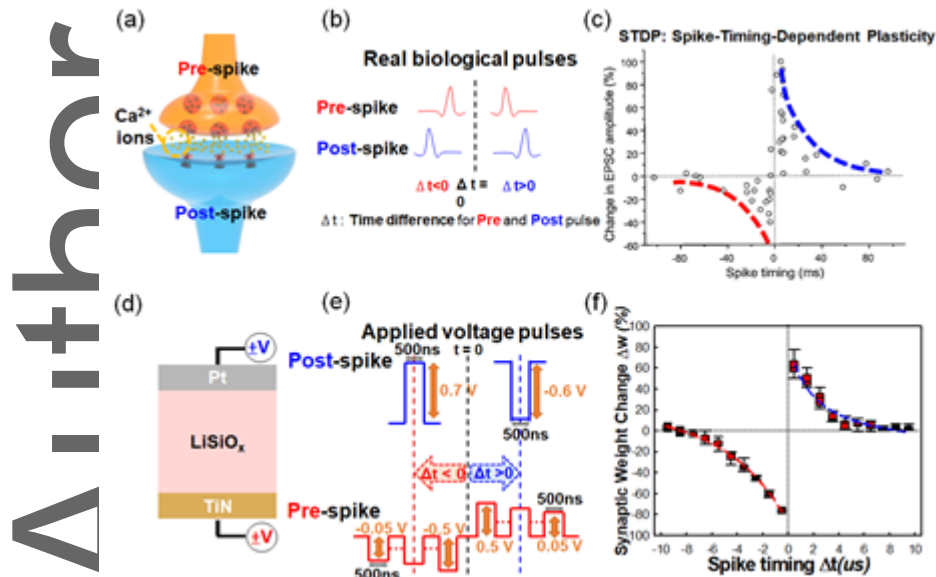 Author
(a)
Pre-spike
Ca2+
ions
Post-spike
(b)
Real biological pulses
Pre-spike
Post-spike
Δ t<0 Δ t= 0 Δ t>0
Δ t : Time difference for Pre and Post pulse
(c)
STDP: Spike-Timing-Dependent Plasticity
Change in EPSC amplitude (%)
100
80
60
40
20
0
-20
-40
-60
-80 -40 0 40 80
Spike timing (ms)
(d)
±V
Pt
LiSiOx
TiN
±V
(e)
Applied voltage pulses
Post-spike
500ns
t = 0
0.7 V
-0.6 V
500ns
Δt < 0
Δt >0
Pre-spike
500ns
-0.05 V
-0.5 V
0.5 V
0.05 V
500ns
(f)
Synaptic Weight Change Δw (%)
100
80
60
40
20
0
-20
-40
-60
-80
-100
-10 -8 -6 -4 -2 0 2 4 6 8 10
Spike timing Δt(us)